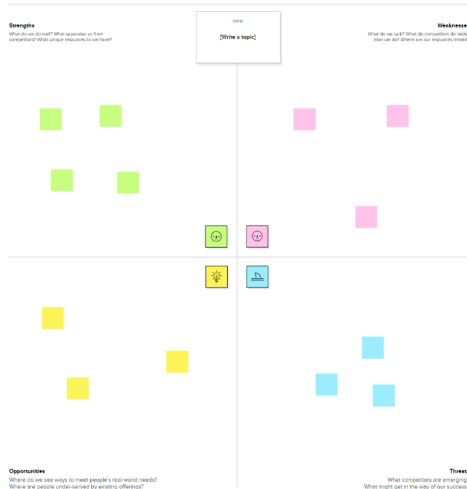 TOPIC
[Write a topic]
Strengths
What do we do well? What separates us from
competitors? What unique resources to we have?
Weaknesse
What do we lack? What do competitors do
than we do? Where are our resources limited
Opportunities
Where do we see ways to meet people's real-world needs?
Where are people under-served by existing offerings?
Threat
What competitors are emerging
What might get in the way of our success